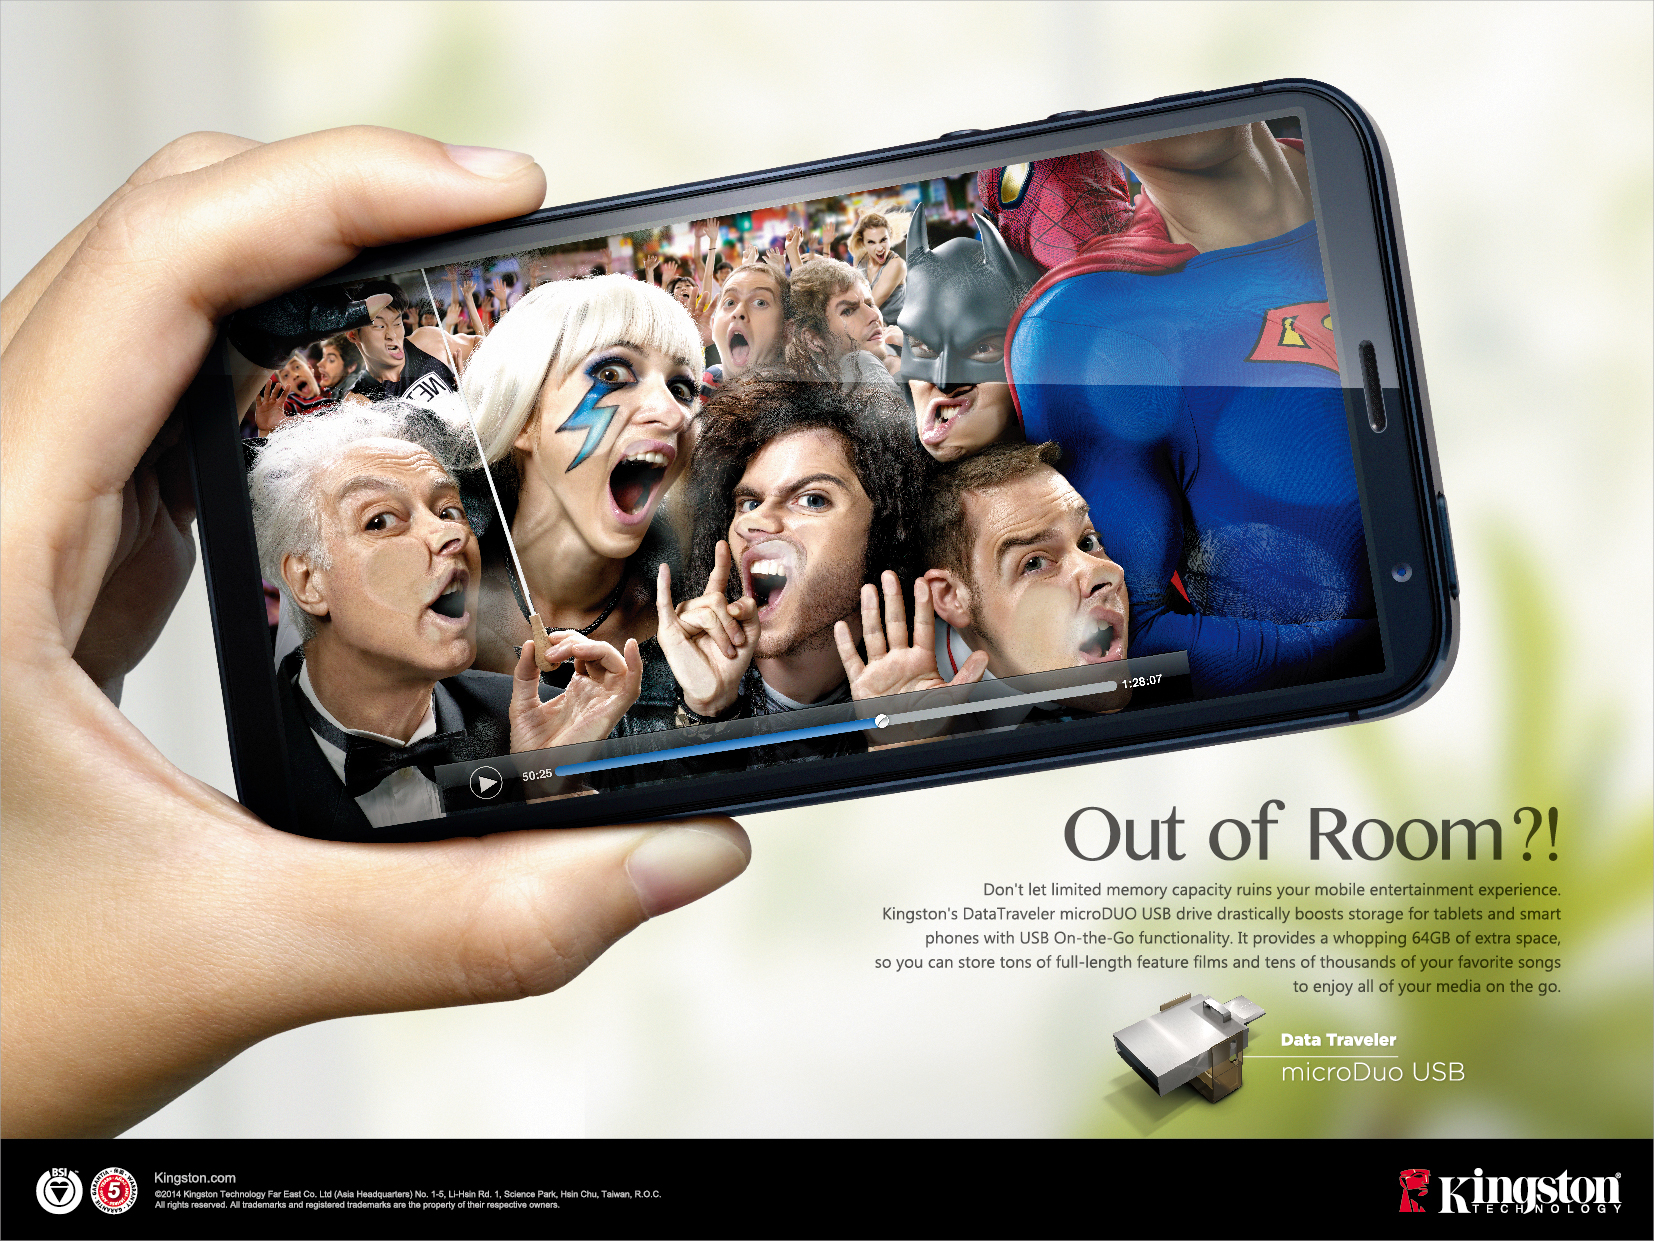 50:25
1:28:07
Out of Room?!
Don't let limited memory capacity ruins your mobile entertainment experience.
Kingston's DataTraveler microDUO USB drive drastically boosts storage for tablets and smart
phones with USB On-the-Go functionality. It provides a whopping 64GB of extra space,
so you can store tons of full-length feature films and tens of thousands of your favorite songs
to enjoy all of your media on the go.
Data Traveler
microDuo USB
BSI
5
Kingston.com
©2014 Kingston Technology Far East Co. Ltd (Asia Headquarters) No. 1-5, Li-Hsin Rd. 1, Science Park, Hsin Chu, Taiwan, R.O.C.
All rights reserved. All trademarks and registered trademarks are the property of their respective owners.
Kingston®
TECHNOLOGY